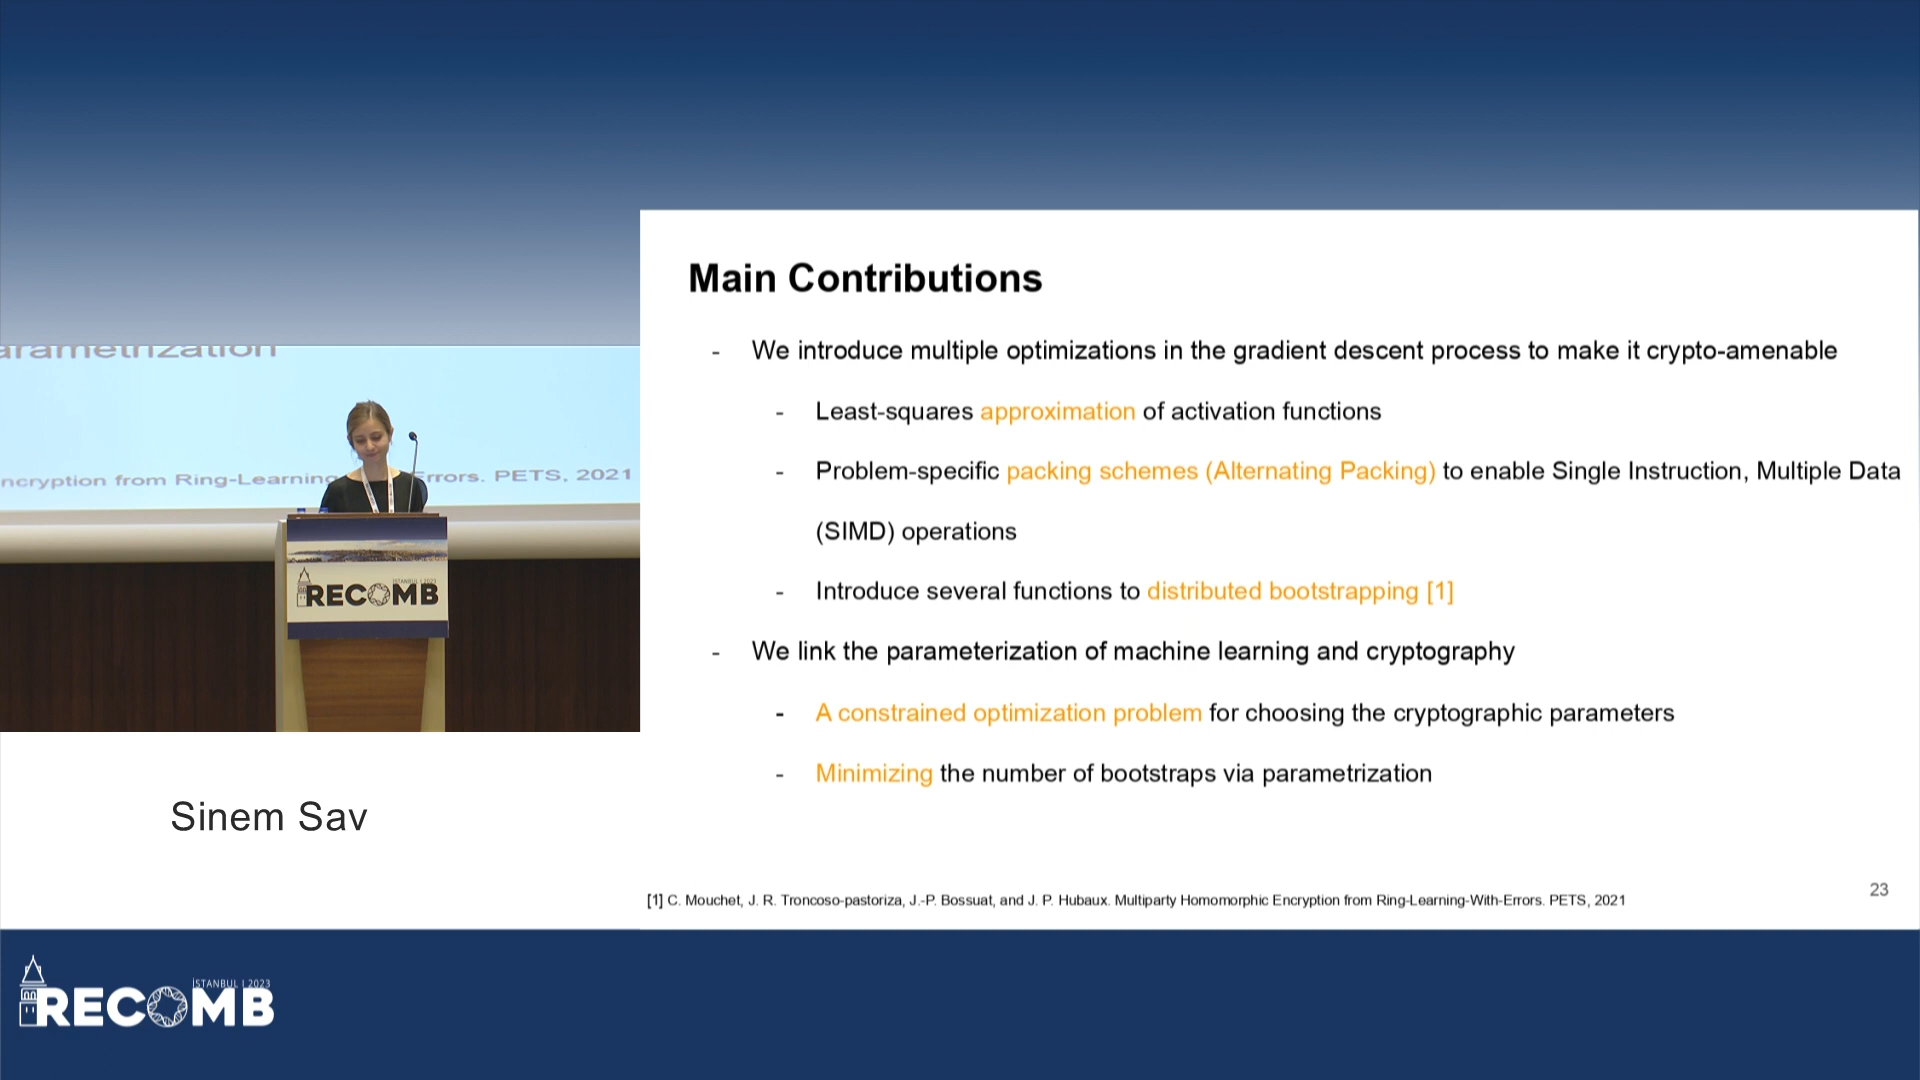 Main Contributions
- We introduce multiple optimizations in the gradient descent process to make it crypto-amenable
- Least-squares approximation of activation functions
- Problem-specific packing schemes (Alternating Packing) to enable Single Instruction, Multiple Data
(SIMD) operations
- Introduce several functions to distributed bootstrapping [1]
- We link the parameterization of machine learning and cryptography
- A constrained optimization problem for choosing the cryptographic parameters
- Minimizing the number of bootstraps via parametrization
[1] C. Mouchet, J. R. Troncoso-pastoriza, J.-P. Bossuat, and J. P. Hubaux. Multiparty Homomorphic Encryption from Ring-Learning-With-Errors. PETS, 2021
23
arametrization
ncryption from Ring-Learning
Errors. PETS, 2021
ISTANBUL | 2023
RECOMB
Sinem Sav
İSTANBUL | 2023
RECOMB